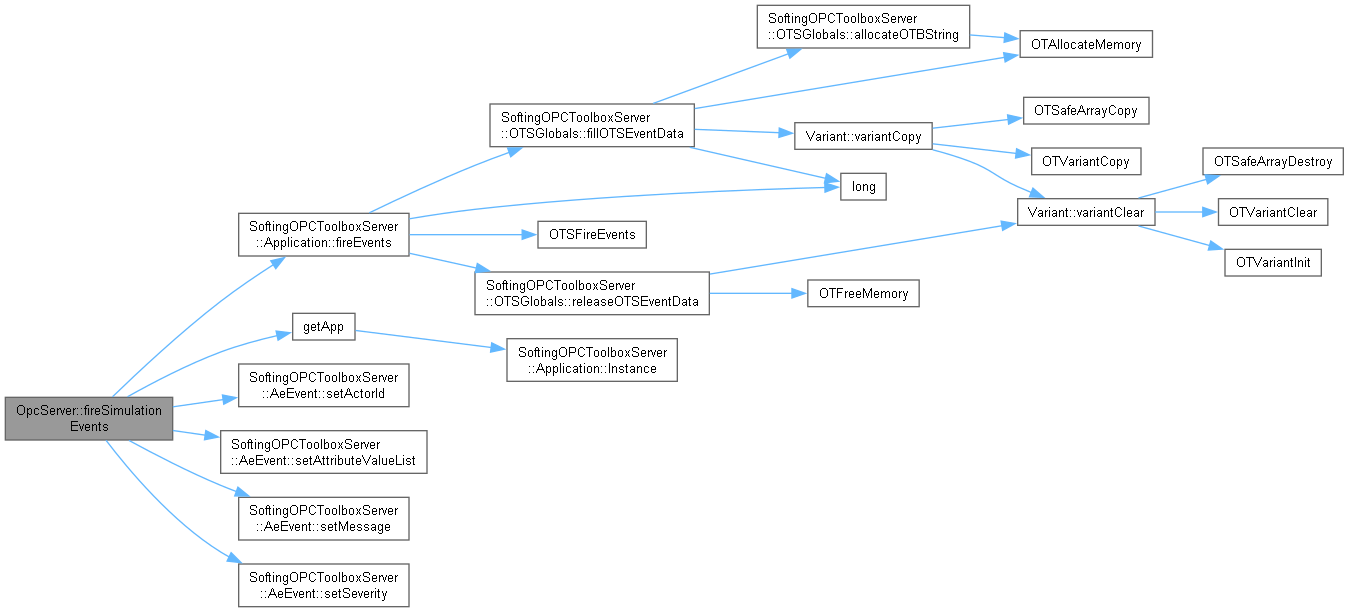 SoftingOPCToolboxServer
::OTSGlobals::allocateOTBString
OTAllocateMemory
SoftingOPCToolboxServer
::OTSGlobals::fillOTSEventData
OTSafeArrayCopy
Variant::variantCopy
OTVariantCopy
OTSafeArrayDestroy
long
Variant::variantClear
OTVariantClear
SoftingOPCToolboxServer
::Application::fireEvents
OTSFireEvents
OTVariantInit
SoftingOPCToolboxServer
::OTSGlobals::releaseOTSEventData
OTFreeMemory
getApp
SoftingOPCToolboxServer
::Application::Instance
SoftingOPCToolboxServer
::AeEvent::setActorId
OpcServer::fireSimulation
Events
SoftingOPCToolboxServer
::AeEvent::setAttributeValueList
SoftingOPCToolboxServer
::AeEvent::setMessage
SoftingOPCToolboxServer
::AeEvent::setSeverity